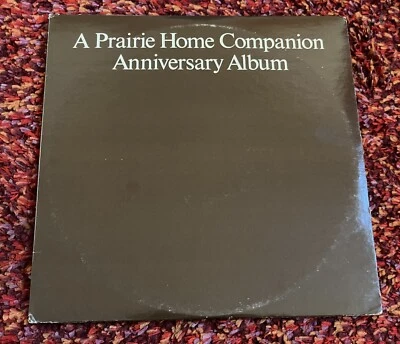 A Prairie Home Companion
Anniversary Album